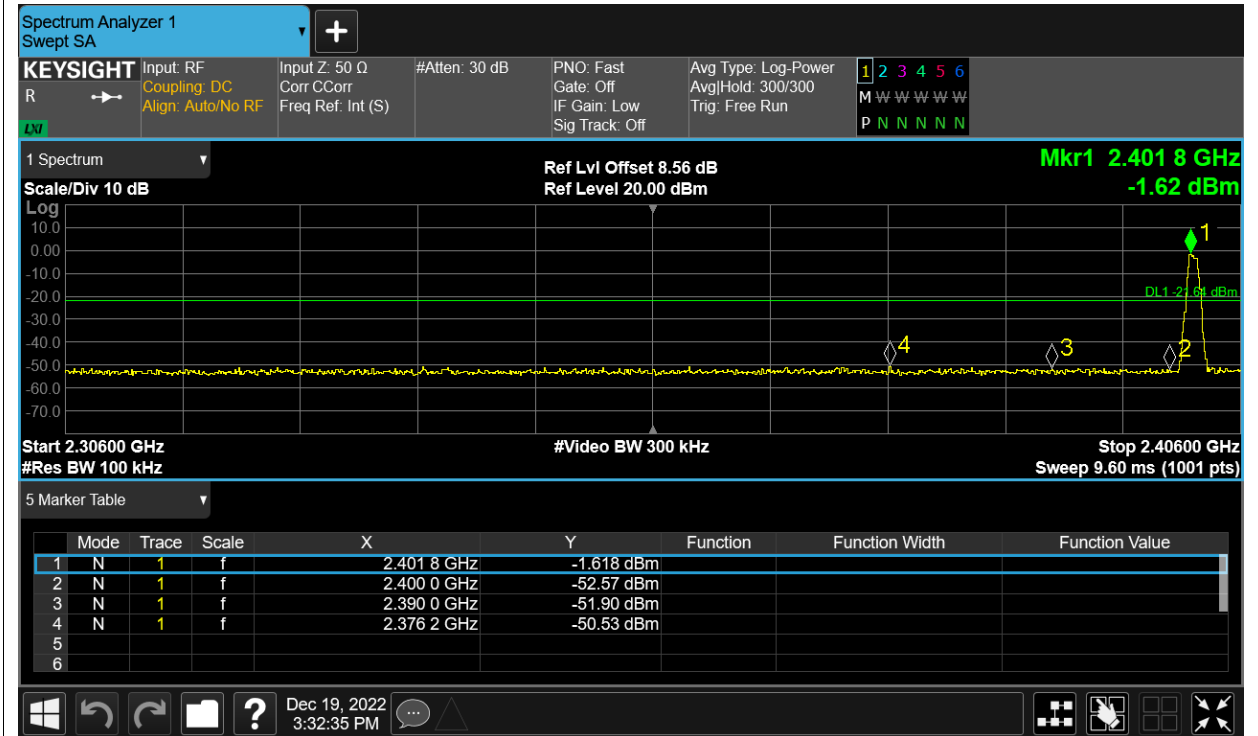 Spectrum Analyzer 1
Swept SA
KEYSIGHT Input: RF Input Z: 50 Ω #Atten: 30 dB PNO: Fast Avg Type: Log-Power 1 2 3 4 5 6
R Coupling: DC Corr CCorr Gate: Off Avg|Hold: 300/300 M W W W W W
Align: Auto/No RF Freq Ref: Int (S) IF Gain: Low Trig: Free Run
LXI Sig Track: Off P N N N N N
1 Spectrum
Ref Lvl Offset 8.56 dB Mkr1 2.401 8 GHz
Scale/Div 10 dB Ref Level 20.00 dBm -1.62 dBm
Log
10.0
0.00
-10.0
-20.0
-30.0
-40.0
-50.0
-60.0
-70.0
1
DL1 -21.64 dBm
4 3 2
Start 2.30600 GHz #Video BW 300 kHz Stop 2.40600 GHz
#Res BW 100 kHz Sweep 9.60 ms (1001 pts)
5 Marker Table
Mode Trace Scale X Y Function Function Width Function Value
1 N 1 f 2.401 8 GHz -1.618 dBm
2 N 1 f 2.400 0 GHz -52.57 dBm
3 N 1 f 2.390 0 GHz -51.90 dBm
4 N 1 f 2.376 2 GHz -50.53 dBm
5
6
? Dec 19, 2022
3:32:35 PM